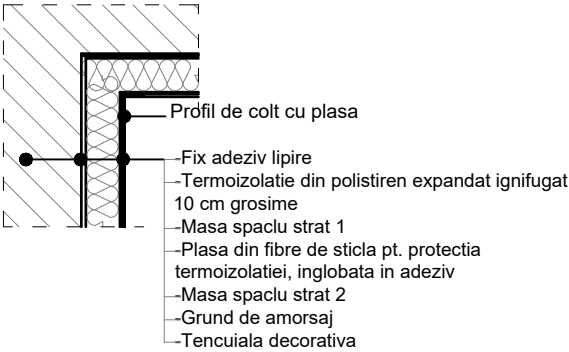 Profil de colt cu plasa
-Fix adeziv lipire
-Termoizolatie din polistiren expandat ignifugat
10 cm grosime
-Masa spaclu strat 1
-Plasa din fibre de sticla pt. protectia
termoizolatiei, inglobata in adeziv
-Masa spaclu strat 2
-Grund de amorsaj
-Tencuiala decorativa